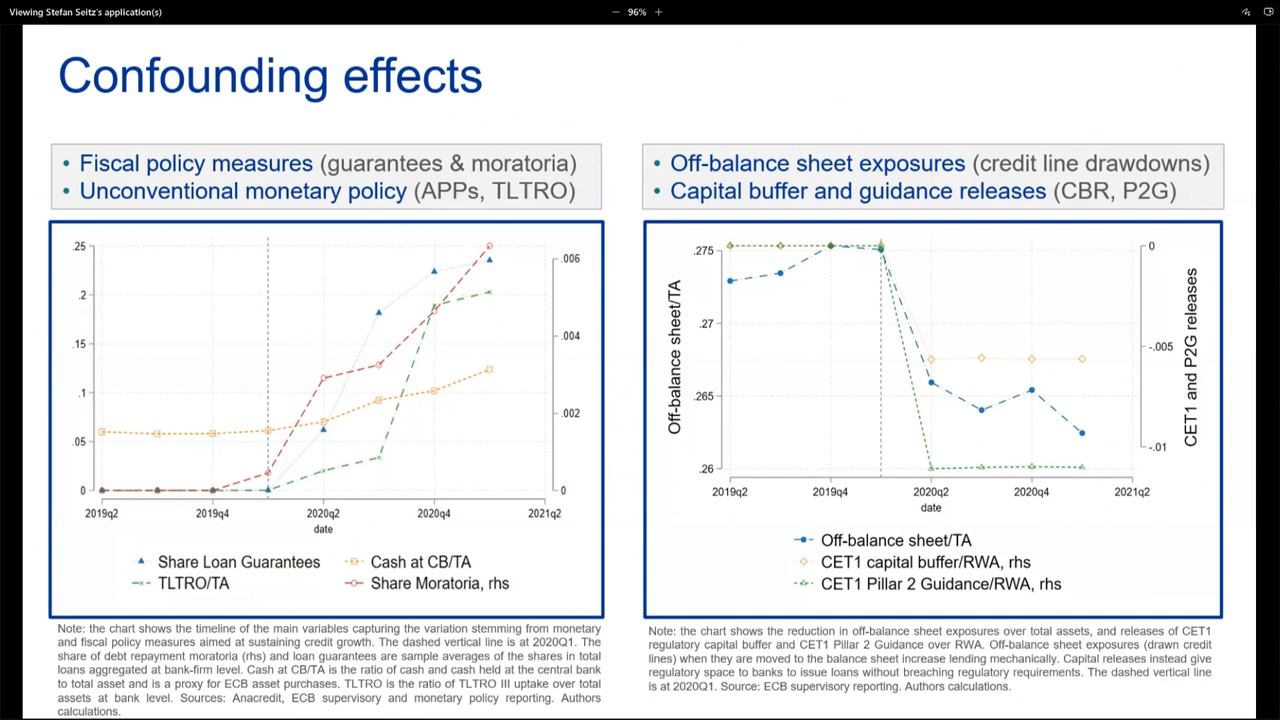 Viewing Stefan Seitz's application(s)
96%
Confounding effects
• Fiscal policy measures (guarantees & moratoria)
• Unconventional monetary policy (APPs, TLTRO)
.25
.2
.15
.1
.05
0
.006
.004
.002
0
2019q2
2019q4
2020q2
2020q4
2021q2
date
Share Loan Guarantees
Cash at CB/TA
TLTRO/TA
Share Moratoria, rhs
Note: the chart shows the timeline of the main variables capturing the variation stemming from monetary
and fiscal policy measures aimed at sustaining credit growth. The dashed vertical line is at 2020Q1. The
share of debt repayment moratoria (rhs) and loan guarantees are sample averages of the shares in total
loans aggregated at bank-firm level. Cash at CB/TA is the ratio of cash and cash held at the central bank
to total asset and is a proxy for ECB asset purchases. TLTRO is the ratio of TLTRO III uptake over total
assets at bank level. Sources: Anacredit, ECB supervisory and monetary policy reporting. Authors
calculations.
• Off-balance sheet exposures (credit line drawdowns)
• Capital buffer and guidance releases (CBR, P2G)
Off-balance sheet/TA
.275
.27
.265
.26
0
-.005
-.01
CET1 and P2G releases
2019q2
2019q4
2020q2
2020q4
2021q2
date
Off-balance sheet/TA
CET1 capital buffer/RWA, rhs
CET1 Pillar 2 Guidance/RWA, rhs
Note: the chart shows the reduction in off-balance sheet exposures over total assets, and releases of CET1
regulatory capital buffer and CET1 Pillar 2 Guidance over RWA. Off-balance sheet exposures (drawn credit
lines) when they are moved to the balance sheet increase lending mechanically. Capital releases instead give
regulatory space to banks to issue loans without breaching regulatory requirements. The dashed vertical line
is at 2020Q1. Source: ECB supervisory reporting. Authors calculations.